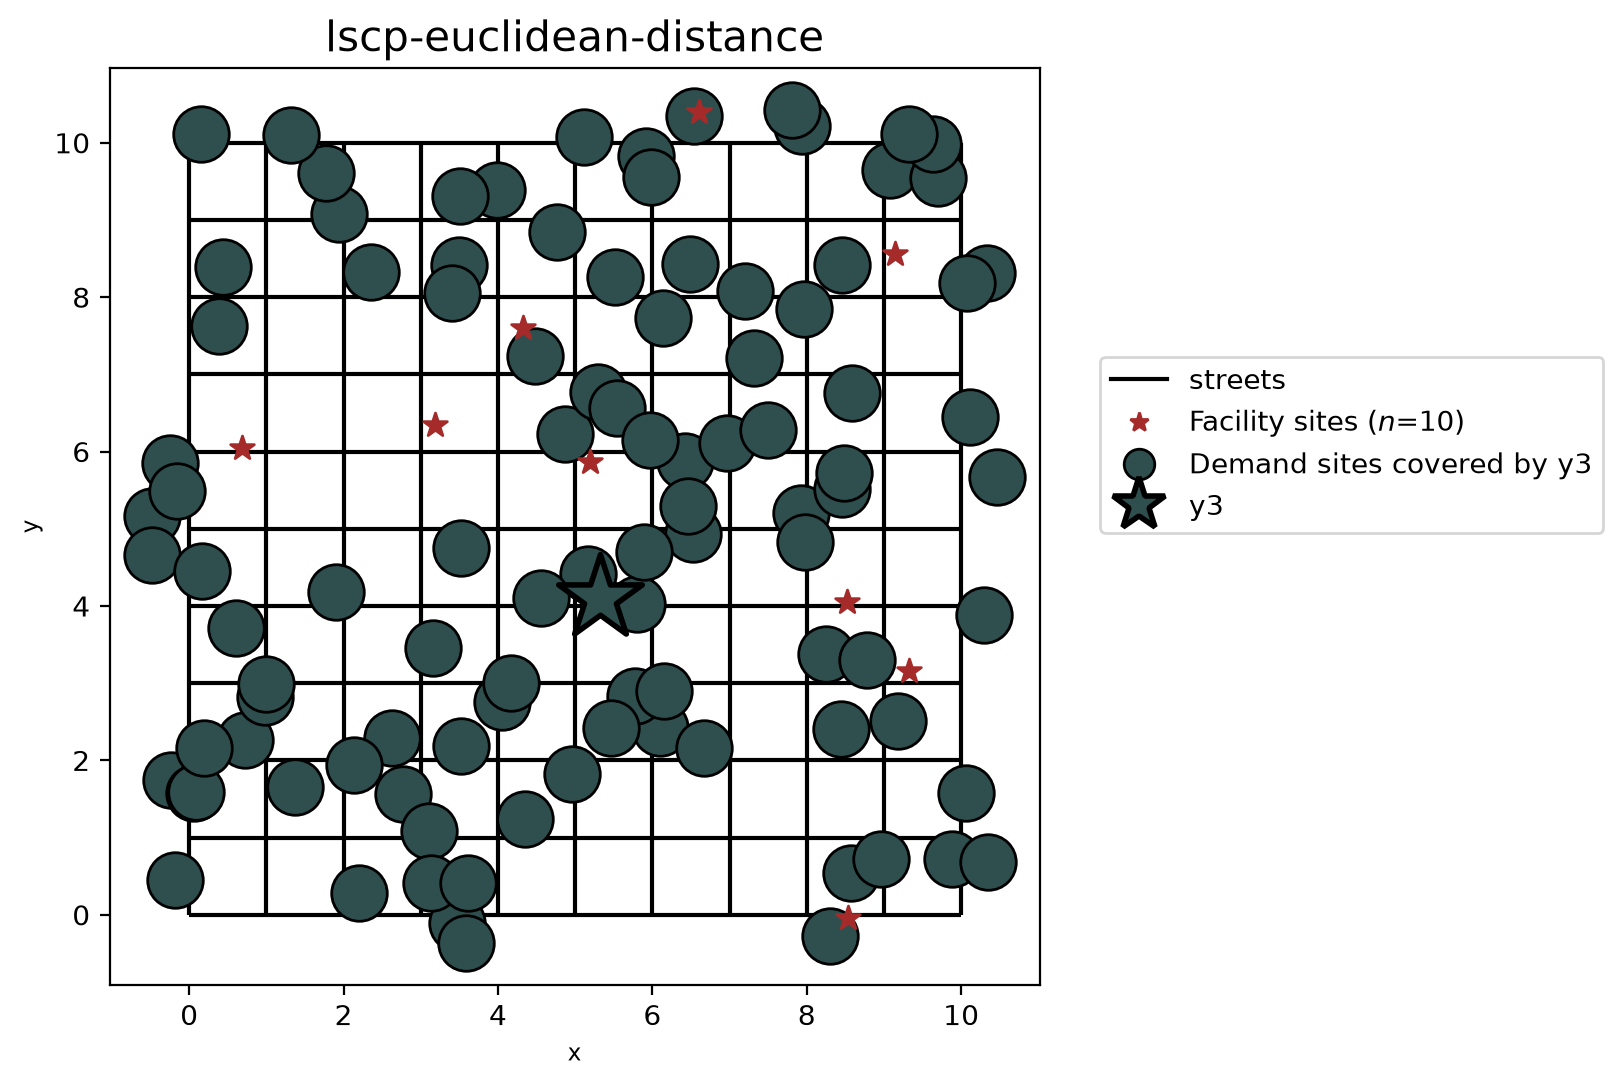 lscp-euclidean-distance
10
8
6
4
2
0
y
0 2 4 6 8 10
x
streets
Facility sites (n=10)
Demand sites covered by y3
y3